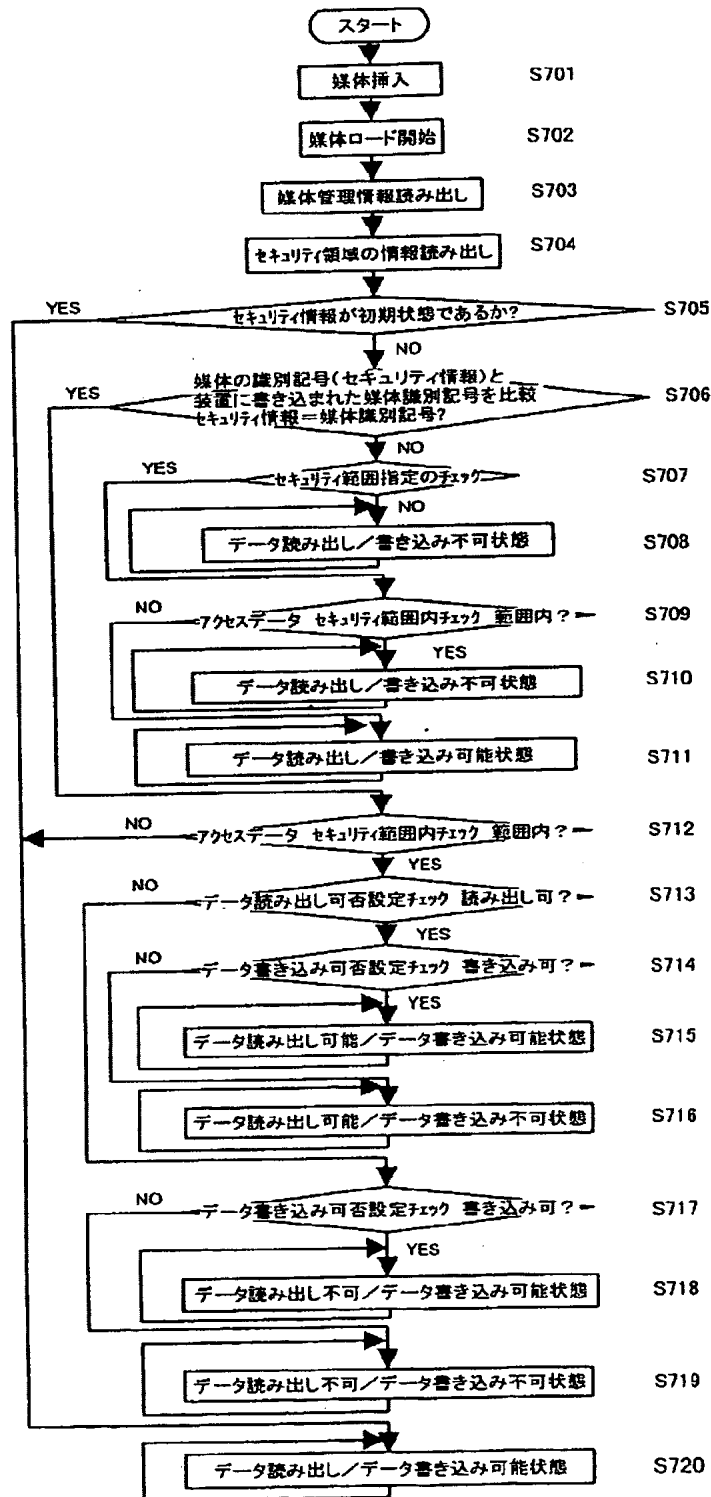 スタート
媒体挿入 S701
媒体ロード開始 S702
媒体管理情報読み出し S703
セキュリティ領域の情報読み出し S704
YES セキュリティ情報が初期状態であるか? S705
NO
YES 媒体の識別記号(セキュリティ情報)と
装置に書き込まれた媒体識別記号を比較 S706
セキュリティ情報=媒体識別記号?
NO
YES セキュリティ範囲指定のチェック S707
NO
データ読み出し/書き込み不可状態 S708
NO アクセスデータ セキュリティ範囲内チェック 範囲内? S709
YES
データ読み出し/書き込み不可状態 S710
データ読み出し/書き込み可能状態 S711
NO アクセスデータ セキュリティ範囲内チェック 範囲内? S712
YES
NO データ読み出し可否設定チェック 読み出し可? S713
YES
NO データ書き込み可否設定チェック 書き込み可? S714
YES
データ読み出し可能/データ書き込み可能状態 S715
データ読み出し可能/データ書き込み不可状態 S716
NO データ書き込み可否設定チェック 書き込み可? S717
YES
データ読み出し不可/データ書き込み可能状態 S718
データ読み出し不可/データ書き込み不可状態 S719
データ読み出し/データ書き込み可能状態 S720